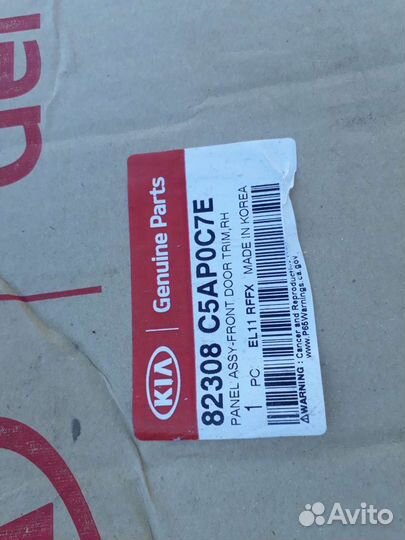 KIA
Genuine Parts
82308 C5AP0C7E
PANEL ASSY-FRONT DOOR TRIM,RH
1 PC EL11 RFFX MADE IN KOREA
WARNING : Cancer and Reproductive
www.P65Warnings.ca.gov
Avito